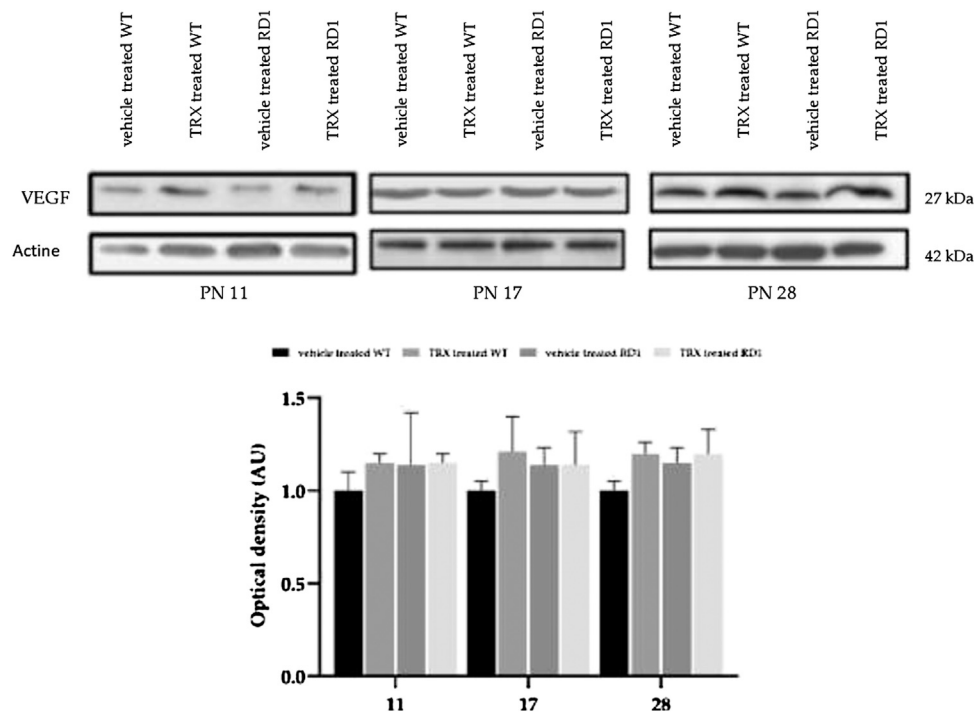 vehicle treated WT
TRX treated WT
vehicle treated RD1
TRX treated RD1
vehicle treated WT
TRX treated WT
vehicle treated RD1
TRX treated RD1
vehicle treated WT
TRX treated WT
vehicle treated RD1
TRX treated RD1
VEGF
27 kDa
Actine
42 kDa
PN 11
PN 17
PN 28
vehicle treated WT TRX treated WT vehicle treated RD1 TRX treated RD1
Optical density (AU)
1.5
1.0
0.5
0.0
11 17 28